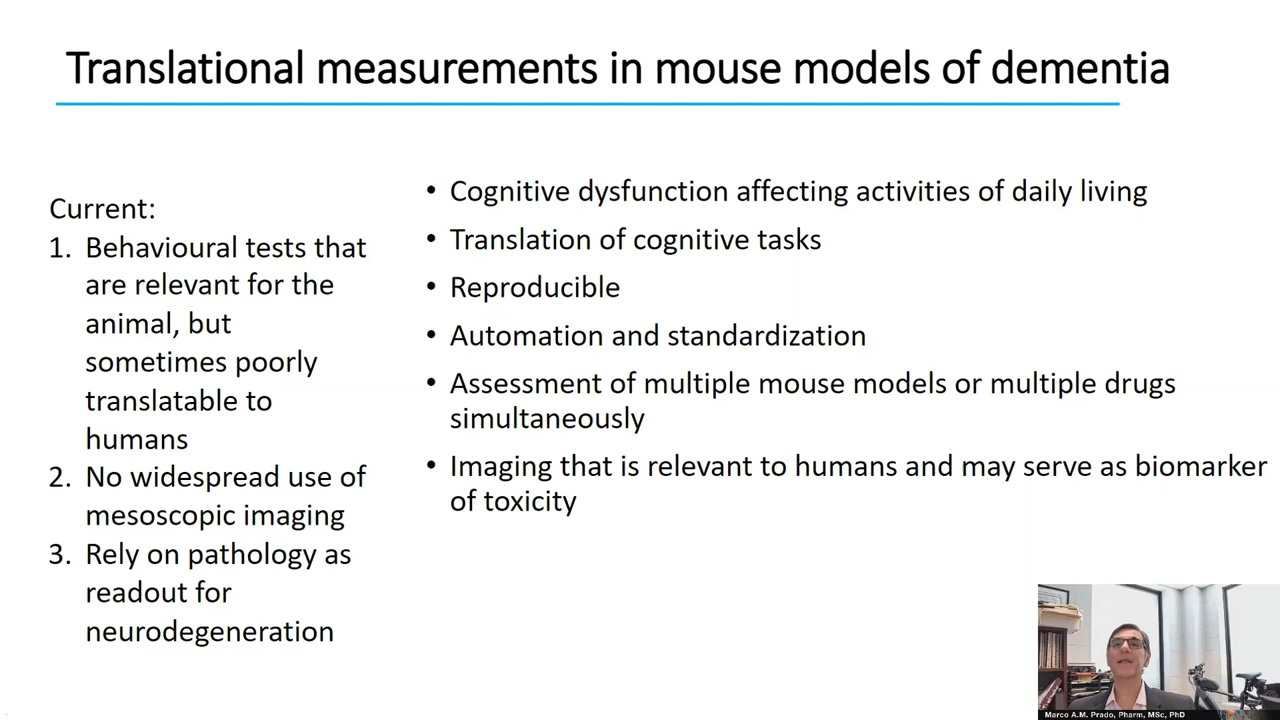 Translational measurements in mouse models of dementia
Current:
1. Behavioural tests that
are relevant for the
animal, but
sometimes poorly
translatable to
humans
2. No widespread use of
mesoscopic imaging
3. Rely on pathology as
readout for
neurodegeneration
• Cognitive dysfunction affecting activities of daily living
• Translation of cognitive tasks
• Reproducible
• Automation and standardization
• Assessment of multiple mouse models or multiple drugs
simultaneously
• Imaging that is relevant to humans and may serve as biomarker
of toxicity
Marco A.M. Prado, Pharm, MSc, PhD